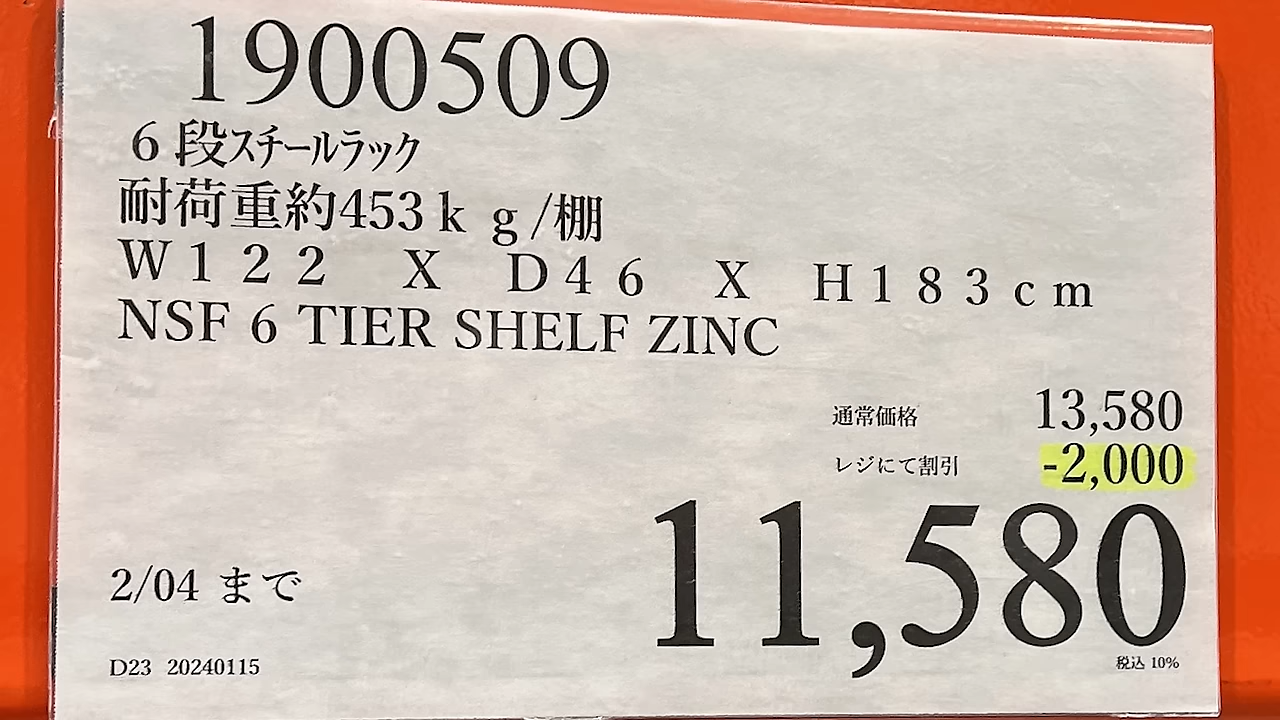 1900509
6段スチールラック
耐荷重約453ｋｇ/棚
Ｗ１２２　Ｘ　Ｄ４６　Ｘ　Ｈ１８３ｃｍ
NSF 6 TIER SHELF ZINC
通常価格 13,580
レジにて割引 -2,000
11,580
2/04 まで
税込 10%
D23 20240115